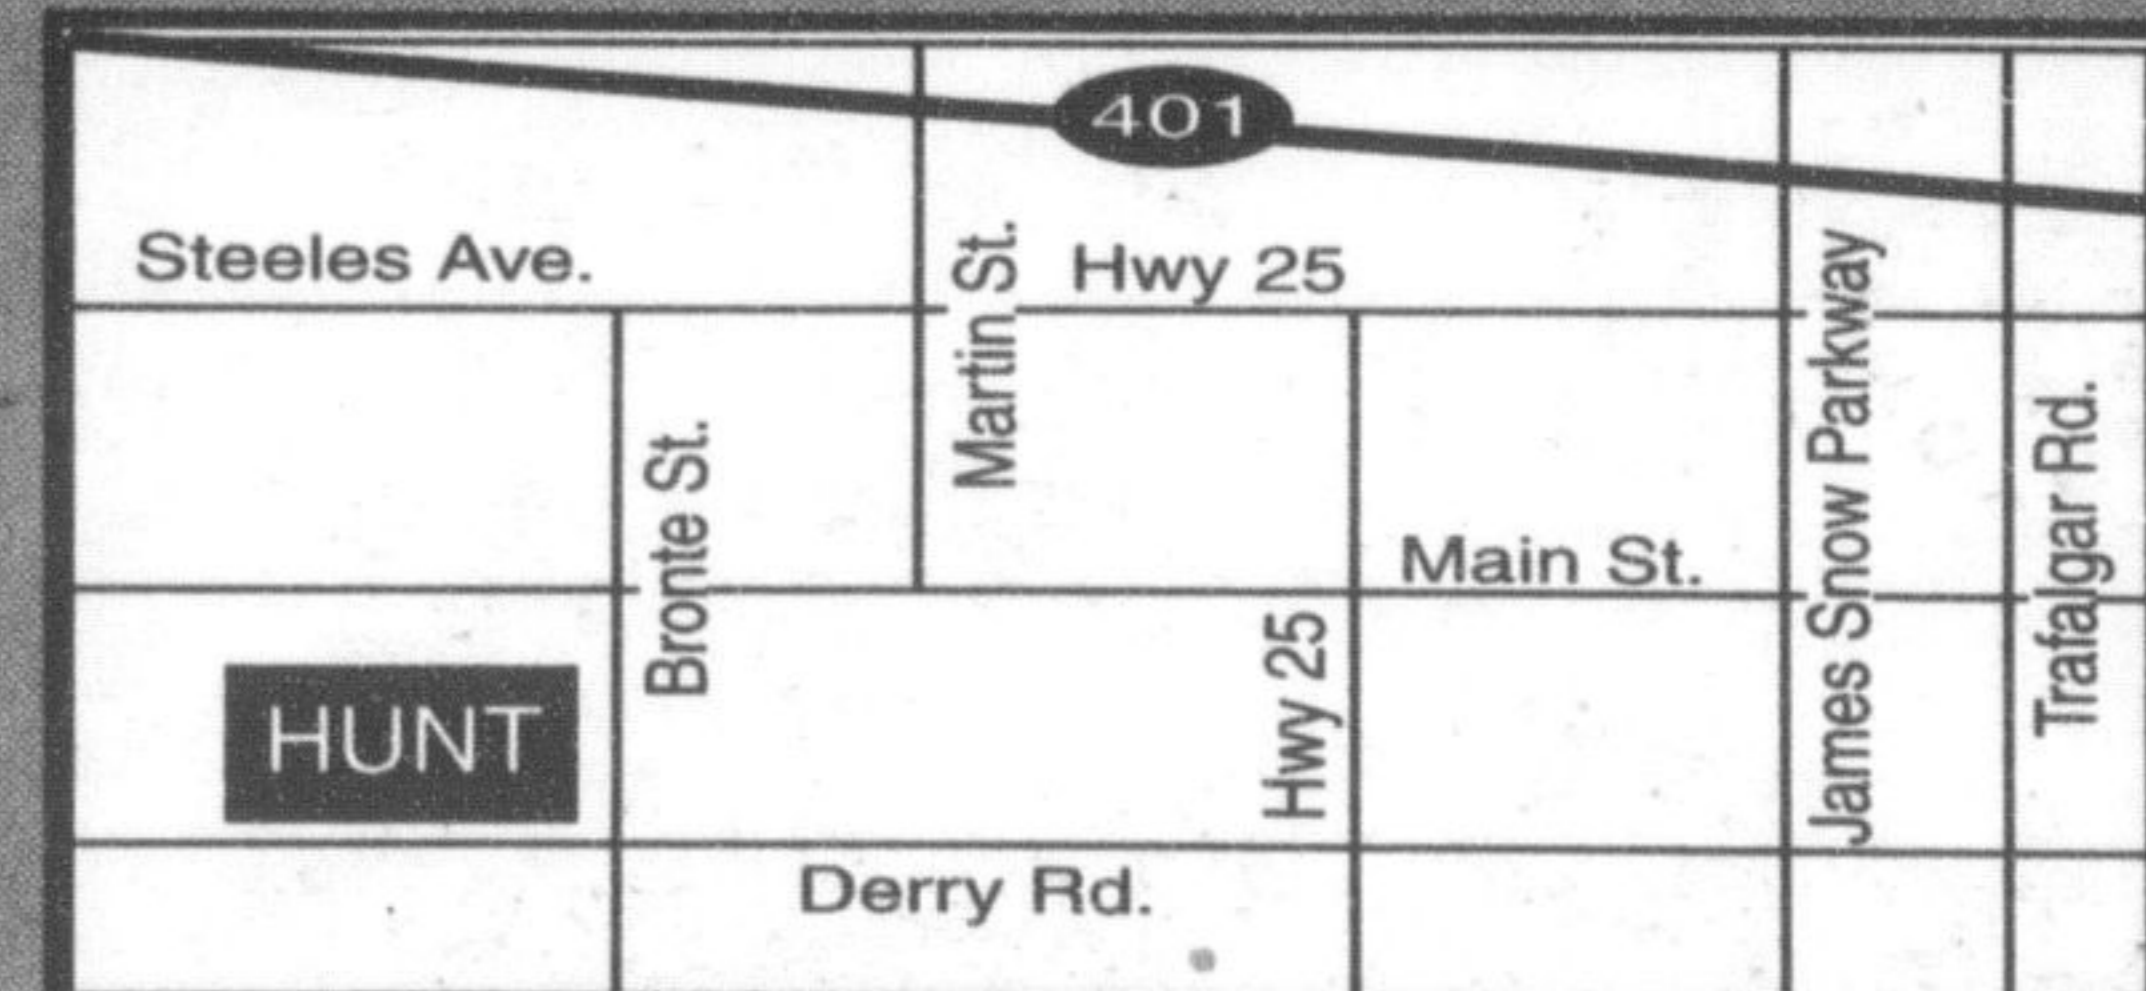 401
Steeles Ave.
Martin St.
Hwy 25
James Snow Parkway
Trafalgar Rd.
Bronte St.
Main St.
HUNT
Hwy 25
Derry Rd.